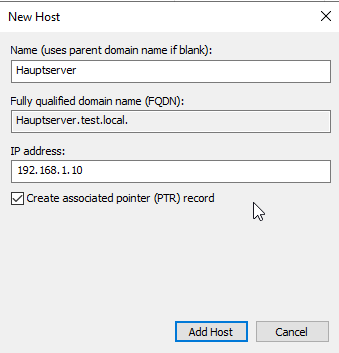 New Host
Name (uses parent domain name if blank):
Hauptserver
Fully qualified domain name (FQDN):
Hauptserver.test.local.
IP address:
192.168.1.10
Create associated pointer (PTR) record
Add Host
Cancel